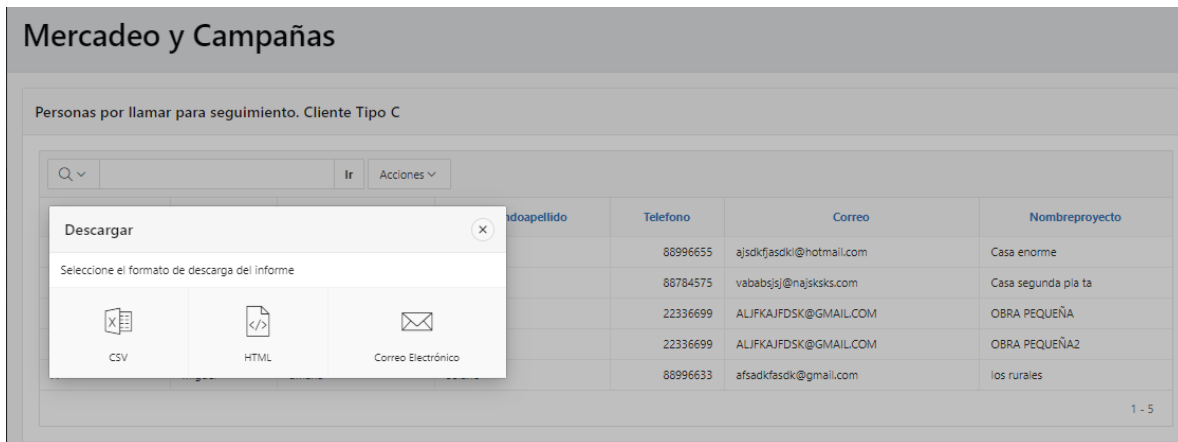 Mercadeo y Campañas
Personas por llamar para seguimiento. Cliente Tipo C
Ir Acciones
Descargar
Seleccione el formato de descarga del informe
CSV HTML Correo Electrónico
ndoapellido Telefono Correo Nombreproyecto
88996655 ajsdkfjasdkl@hotmail.com Casa enorme
88784575 vababsjsj@najsksks.com Casa segunda pla ta
22336699 ALJFKAJFDSK@GMAIL.COM OBRA PEQUEÑA
22336699 ALJFKAJFDSK@GMAIL.COM OBRA PEQUEÑA2
88996633 afsadkfasdk@gmail.com los rurales
1 - 5